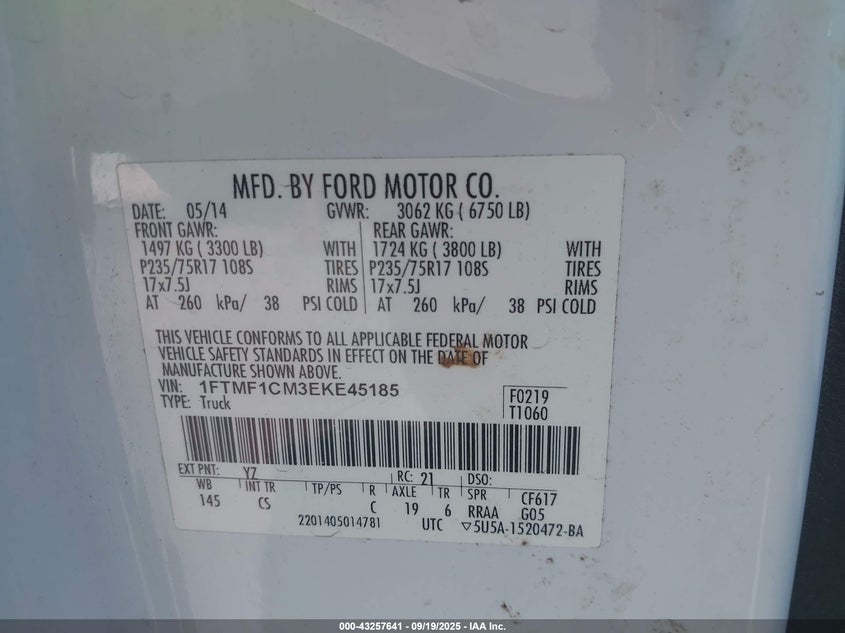 MFD. BY FORD MOTOR CO.
DATE: 05/14 GVWR: 3062 KG ( 6750 LB)
FRONT GAWR: REAR GAWR:
1497 KG ( 3300 LB) WITH 1724 KG ( 3800 LB) WITH
P235/75R17 108S TIRES P235/75R17 108S TIRES
17x7.5J RIMS 17x7.5J RIMS
AT 260 kPa/ 38 PSI COLD AT 260 kPa/ 38 PSI COLD
THIS VEHICLE CONFORMS TO ALL APPLICABLE FEDERAL MOTOR
VEHICLE SAFETY STANDARDS IN EFFECT ON THE DATE OF
MANUFACTURE SHOWN ABOVE.
VIN: 1FTMF1CM3EKE45185 F0219
TYPE: Truck T1060
EXT PNT: YZ RC: 21 DSO:
WB INT TR TP/PS R AXLE TR SPR CF617
145 CS C 19 6 RRAA G05
2201405014781 UTC ▽5U5A-1520472-BA
000-43257641 - 09/19/2025 - IAA Inc.